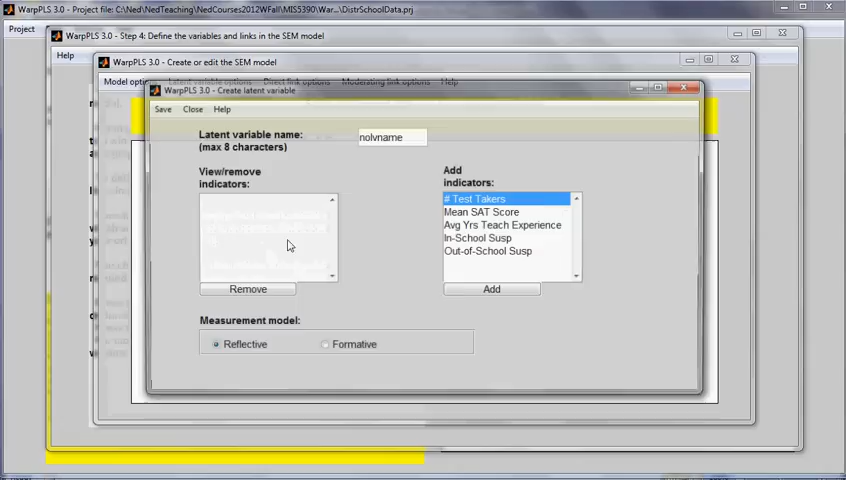 WarpPLS 3.0 - Project file: C:\Ned\NedTeaching\NedCourses2012WFall\MIS5390\War...\DistrSchoolData.prj
Project
WarpPLS 3.0 - Step 4: Define the variables and links in the SEM model
Help
WarpPLS 3.0 - Create or edit the SEM model
Model options Latent variable options Direct link options Moderating link options Help
WarpPLS 3.0 - Create latent variable
Save Close Help
Latent variable name:
(max 8 characters)
nolvname
View/remove
indicators:
Add
indicators:
# Test Takers
Mean SAT Score
Avg Yrs Teach Experience
In-School Susp
Out-of-School Susp
Remove
Add
Measurement model:
Reflective
Formative